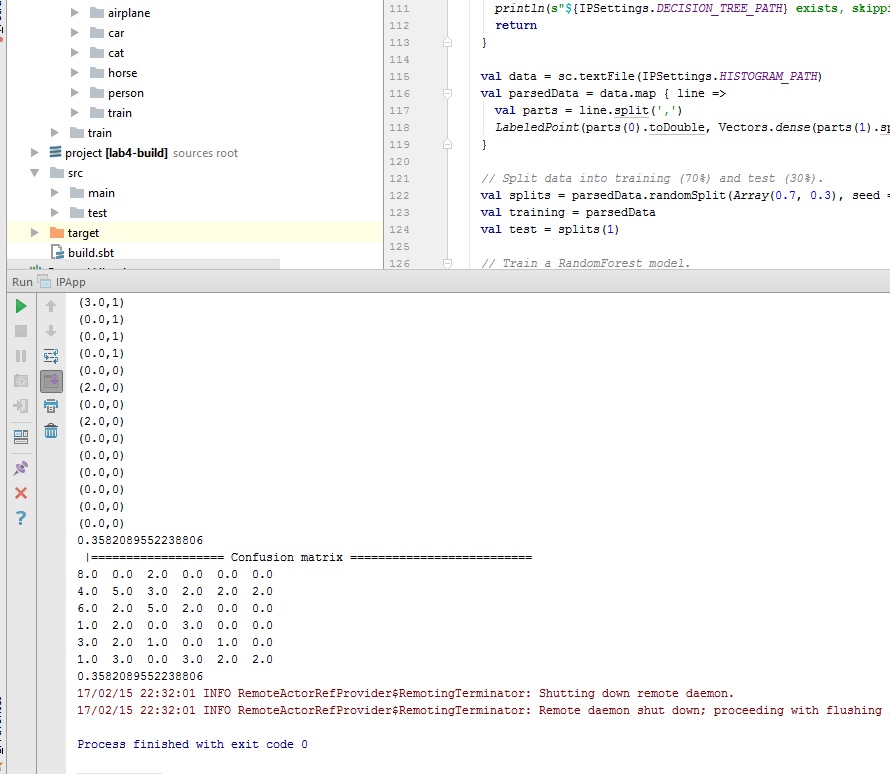 airplane
car
cat
horse
person
train
train
project [lab4-build] sources root
src
main
test
target
build.sbt
111 println(s"${IPSettings.DECISION_TREE_PATH} exists, skippi
112 return
113 }
114
115 val data = sc.textFile(IPSettings.HISTOGRAM_PATH)
116 val parsedData = data.map { line =>
117 val parts = line.split(',')
118 LabeledPoint(parts(0).toDouble, Vectors.dense(parts(1).sp
119 }
120
121 // Split data into training (70%) and test (30%).
122 val splits = parsedData.randomSplit(Array(0.7, 0.3), seed =
123 val training = parsedData
124 val test = splits(1)
125
126 // Train a RandomForest model.
Run IPApp
(3.0,1)
(0.0,1)
(0.0,1)
(0.0,1)
(0.0,0)
(2.0,0)
(0.0,0)
(2.0,0)
(0.0,0)
(0.0,0)
(0.0,0)
(0.0,0)
(0.0,0)
(0.0,0)
0.3582089552238806
|=================== Confusion matrix ==========================
8.0 0.0 2.0 0.0 0.0 0.0
4.0 5.0 3.0 2.0 2.0 2.0
6.0 2.0 5.0 2.0 0.0 0.0
1.0 2.0 0.0 3.0 0.0 0.0
3.0 2.0 1.0 0.0 1.0 0.0
1.0 3.0 0.0 3.0 2.0 2.0
0.3582089552238806
17/02/15 22:32:01 INFO RemoteActorRefProvider$RemotingTerminator: Shutting down remote daemon.
17/02/15 22:32:01 INFO RemoteActorRefProvider$RemotingTerminator: Remote daemon shut down; proceeding with flushing
Process finished with exit code 0